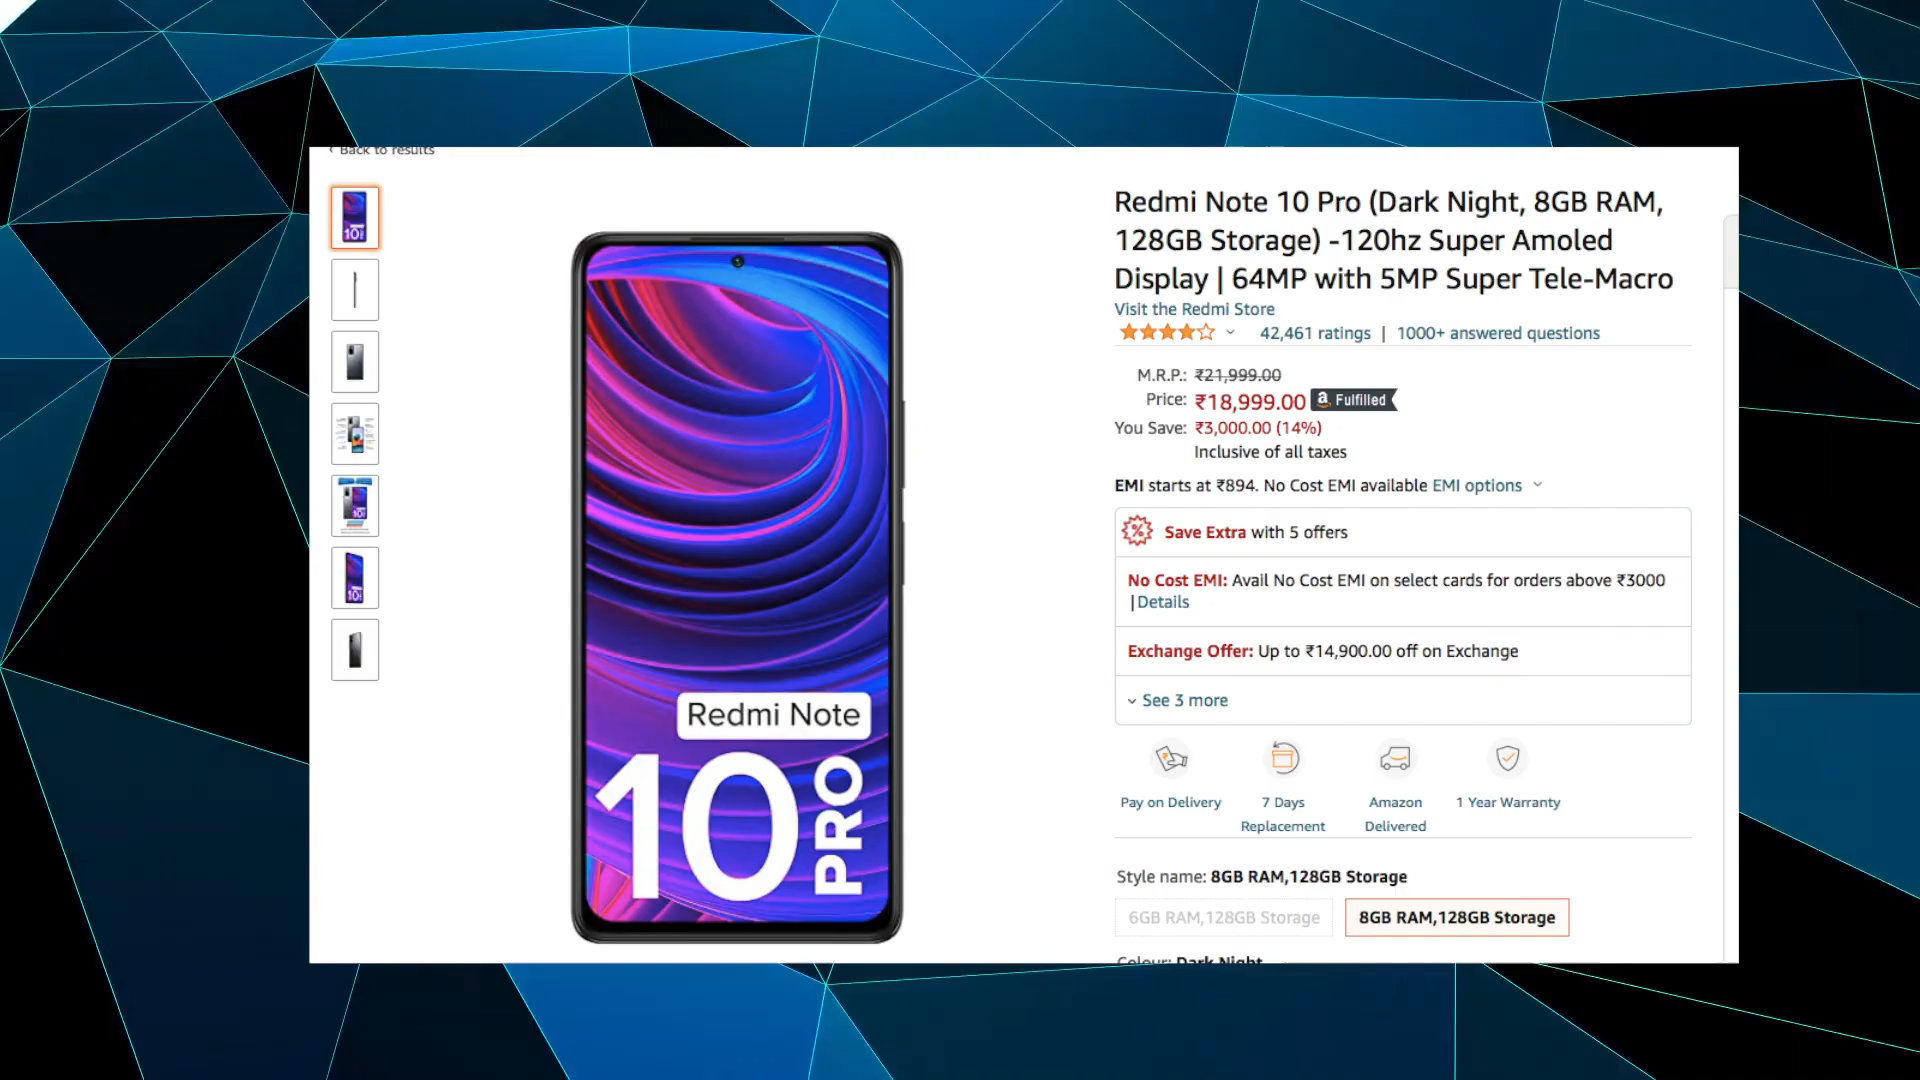 ‹ Back to results
Redmi Note 10 Pro (Dark Night, 8GB RAM,
128GB Storage) -120hz Super Amoled
Display | 64MP with 5MP Super Tele-Macro
Visit the Redmi Store
42,461 ratings | 1000+ answered questions
M.R.P.: ₹21,999.00
Price: ₹18,999.00 a Fulfilled
You Save: ₹3,000.00 (14%)
Inclusive of all taxes
EMI starts at ₹894. No Cost EMI available EMI options
Save Extra with 5 offers
No Cost EMI: Avail No Cost EMI on select cards for orders above ₹3000
|Details
Exchange Offer: Up to ₹14,900.00 off on Exchange
See 3 more
Pay on Delivery
7 Days
Replacement
Amazon
Delivered
1 Year Warranty
Style name: 8GB RAM,128GB Storage
6GB RAM,128GB Storage
8GB RAM,128GB Storage
Colour: Dark Night
Redmi Note
10 PRO